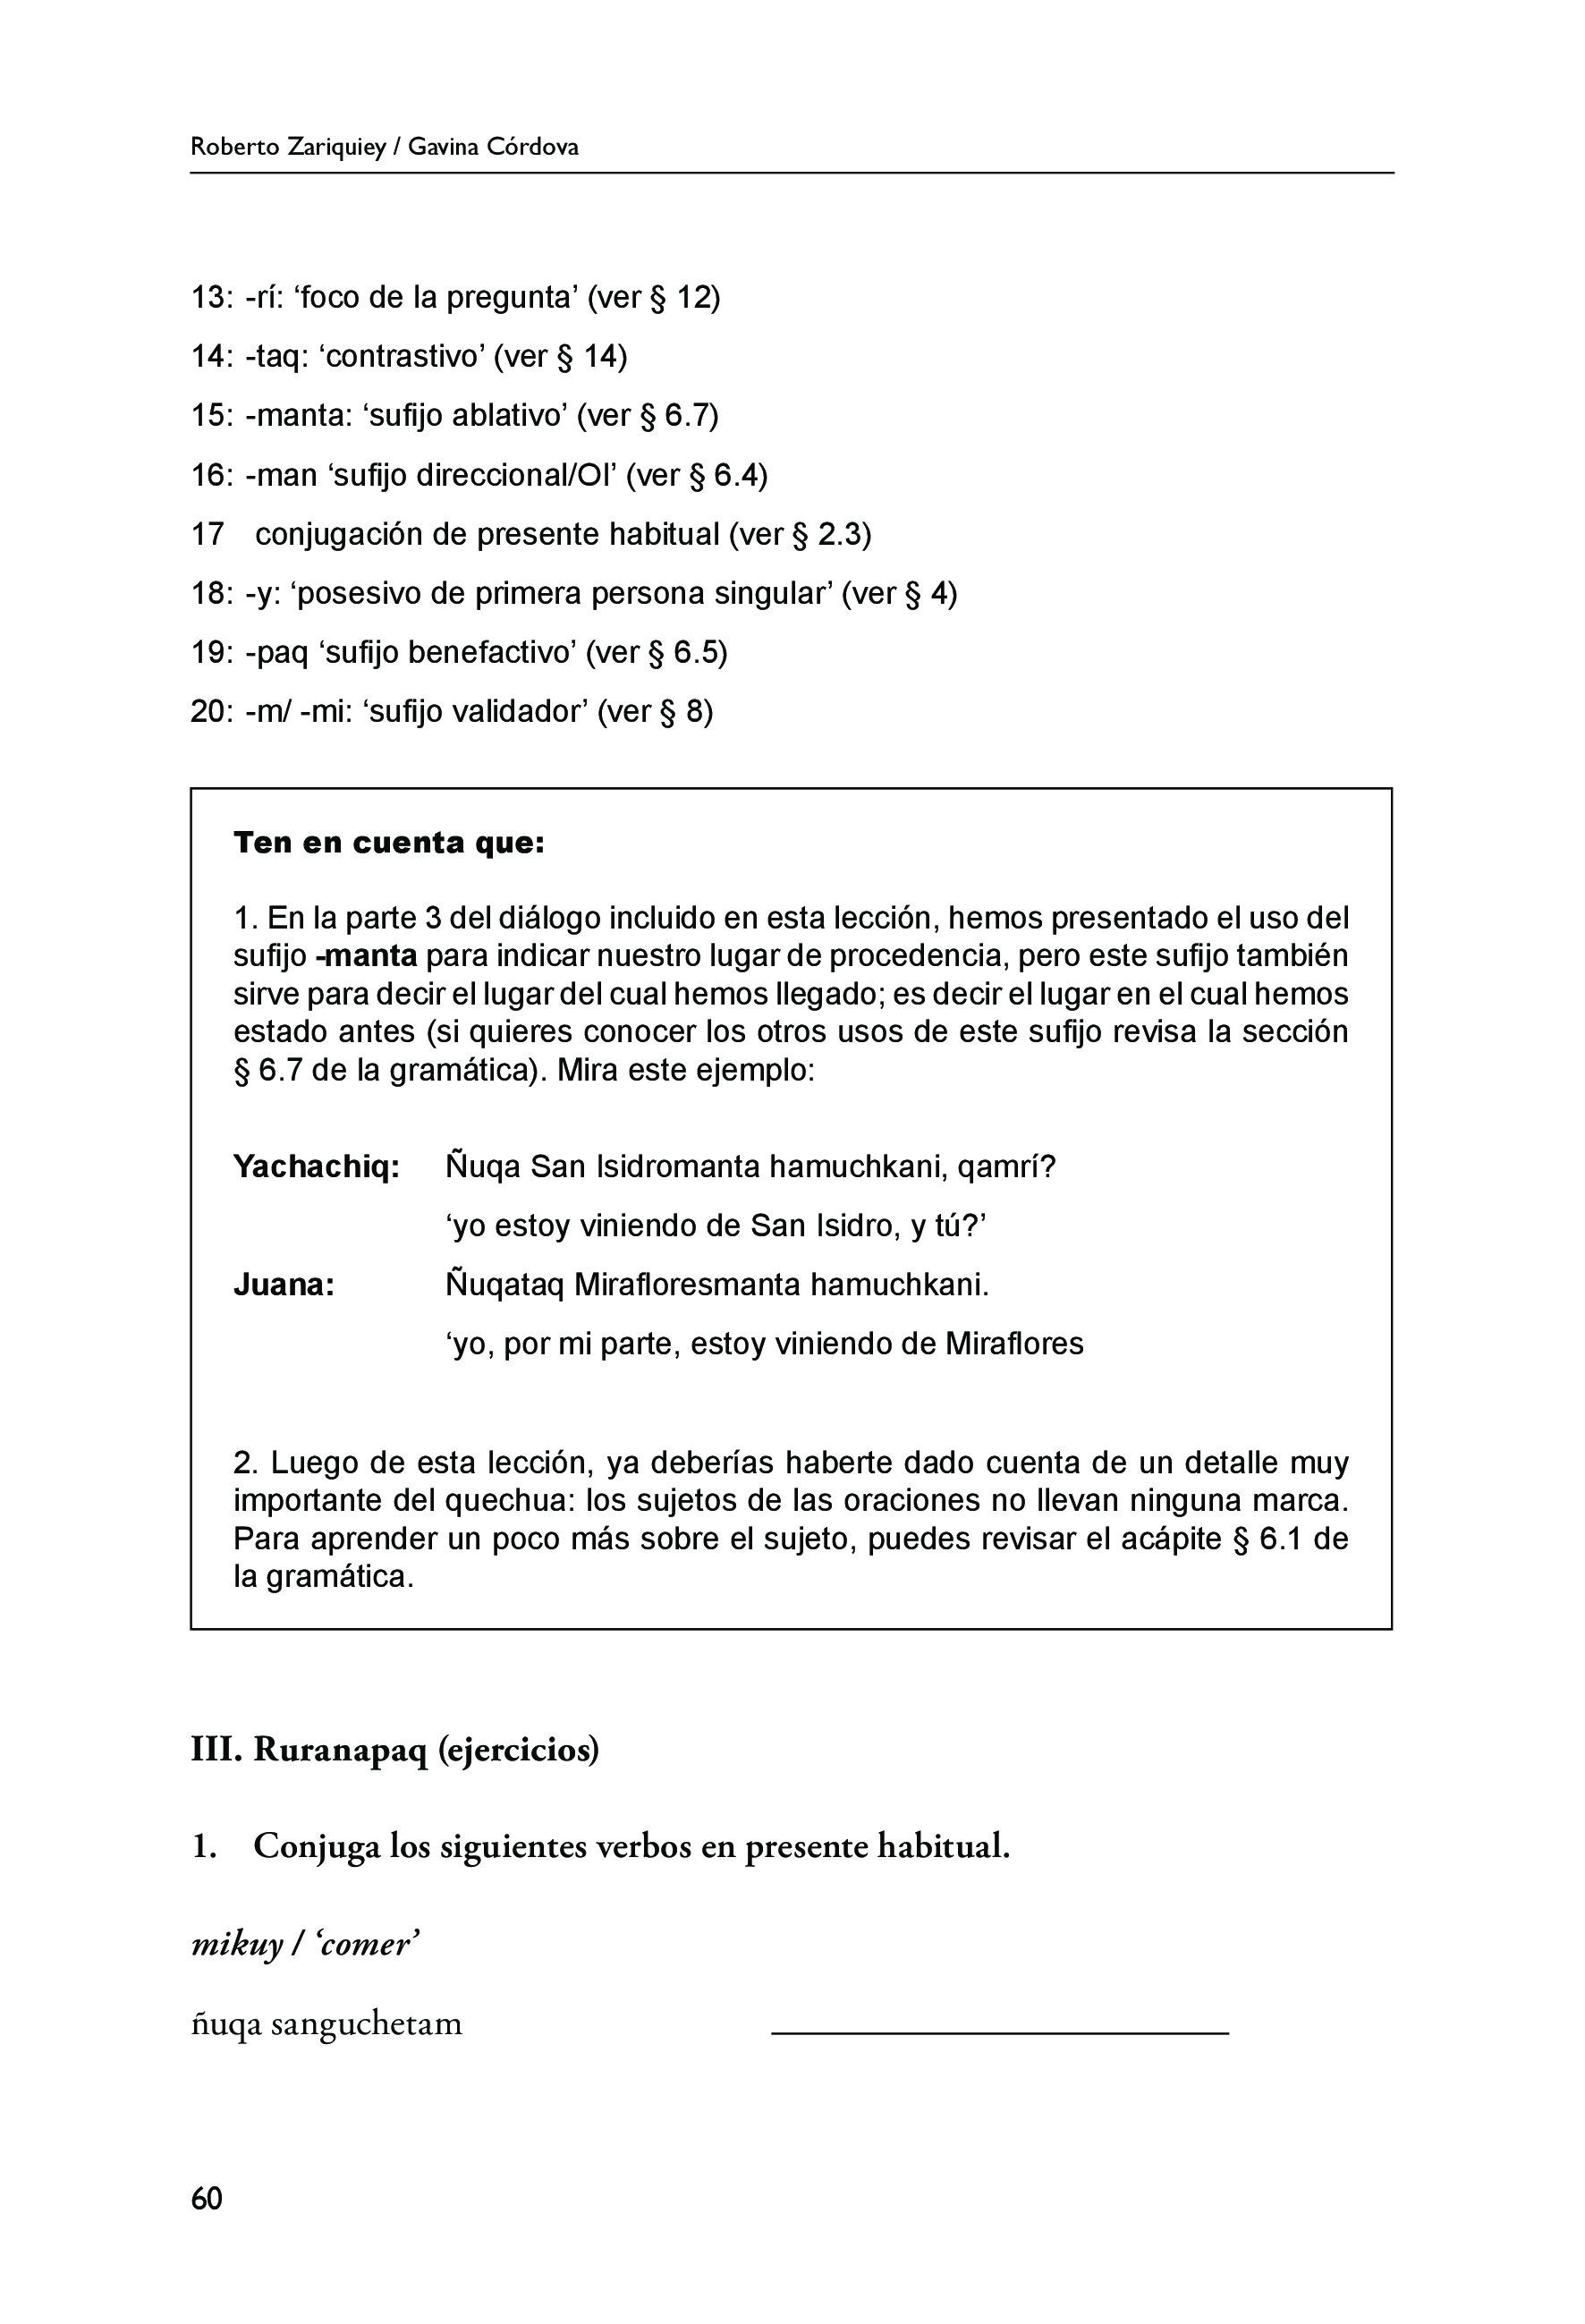 Roberto Zariquiey / Gavina Córdova
13: -rí: ‘foco de la pregunta’ (ver § 12)
14: -taq: ‘contrastivo’ (ver § 14)
15: -manta: ‘sufijo ablativo’ (ver § 6.7)
16: -man ‘sufijo direccional/OI’ (ver § 6.4)
17 conjugación de presente habitual (ver § 2.3)
18: -y: ‘posesivo de primera persona singular’ (ver § 4)
19: -paq ‘sufijo benefactivo’ (ver § 6.5)
20: -m/ -mi: ‘sufijo validador’ (ver § 8)
Ten en cuenta que:
1. En la parte 3 del diálogo incluido en esta lección, hemos presentado el uso del
sufijo -manta para indicar nuestro lugar de procedencia, pero este sufijo también
sirve para decir el lugar del cual hemos llegado; es decir el lugar en el cual hemos
estado antes (si quieres conocer los otros usos de este sufijo revisa la sección
§ 6.7 de la gramática). Mira este ejemplo:
Yachachiq: Ñuqa San Isidromanta hamuchkani, qamrí?
‘yo estoy viniendo de San Isidro, y tú?’
Juana: Ñuqataq Mirafloresmanta hamuchkani.
‘yo, por mi parte, estoy viniendo de Miraflores
2. Luego de esta lección, ya deberías haberte dado cuenta de un detalle muy
importante del quechua: los sujetos de las oraciones no llevan ninguna marca.
Para aprender un poco más sobre el sujeto, puedes revisar el acápite § 6.1 de
la gramática.
III. Ruranapaq (ejercicios)
1. Conjuga los siguientes verbos en presente habitual.
mikuy / ‘comer’
ñuqa sanguchetam
60